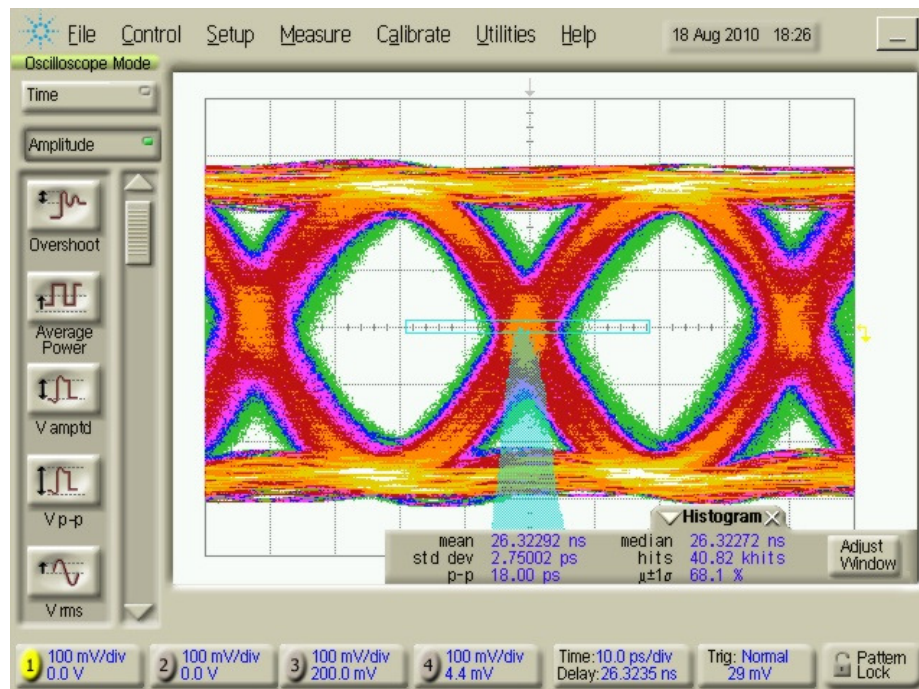 File Control Setup Measure Calibrate Utilities Help 18 Aug 2010 18:26
Oscilloscope Mode
Time
Amplitude
Overshoot
Average
Power
V amptd
V p-p
V rms
Histogram
mean 26.32292 ns median 26.32272 ns
std dev 2.75002 ps hits 40.82 khits
p-p 18.00 ps µ±1σ 68.1 %
Adjust
Window
1 100 mV/div
0.0 V
2 100 mV/div
0.0 V
3 100 mV/div
200.0 mV
4 100 mV/div
4.4 mV
Time:10.0 ps/div
Delay:26.3235 ns
Trig: Normal
29 mV
Pattern
Lock